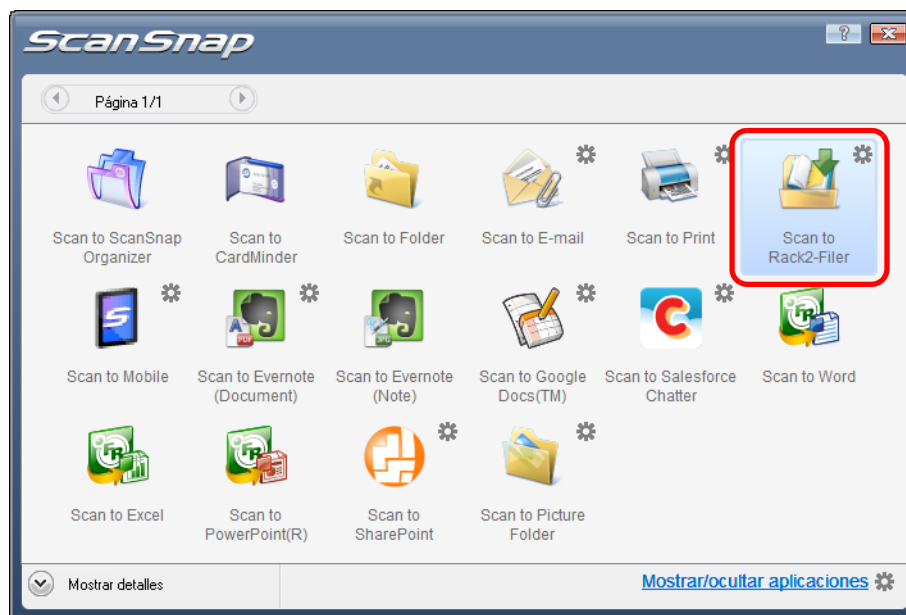 ScanSnap
Página 1/1
Scan to ScanSnap
Organizer
Scan to
CardMinder
Scan to Folder
Scan to E-mail
Scan to Print
Scan to
Rack2-Filer
Scan to Mobile
Scan to Evernote
(Document)
Scan to Evernote
(Note)
Scan to Google
Docs(TM)
Scan to Salesforce
Chatter
Scan to Word
Scan to Excel
Scan to
PowerPoint(R)
Scan to
SharePoint
Scan to Picture
Folder
Mostrar detalles
Mostrar/ocultar aplicaciones